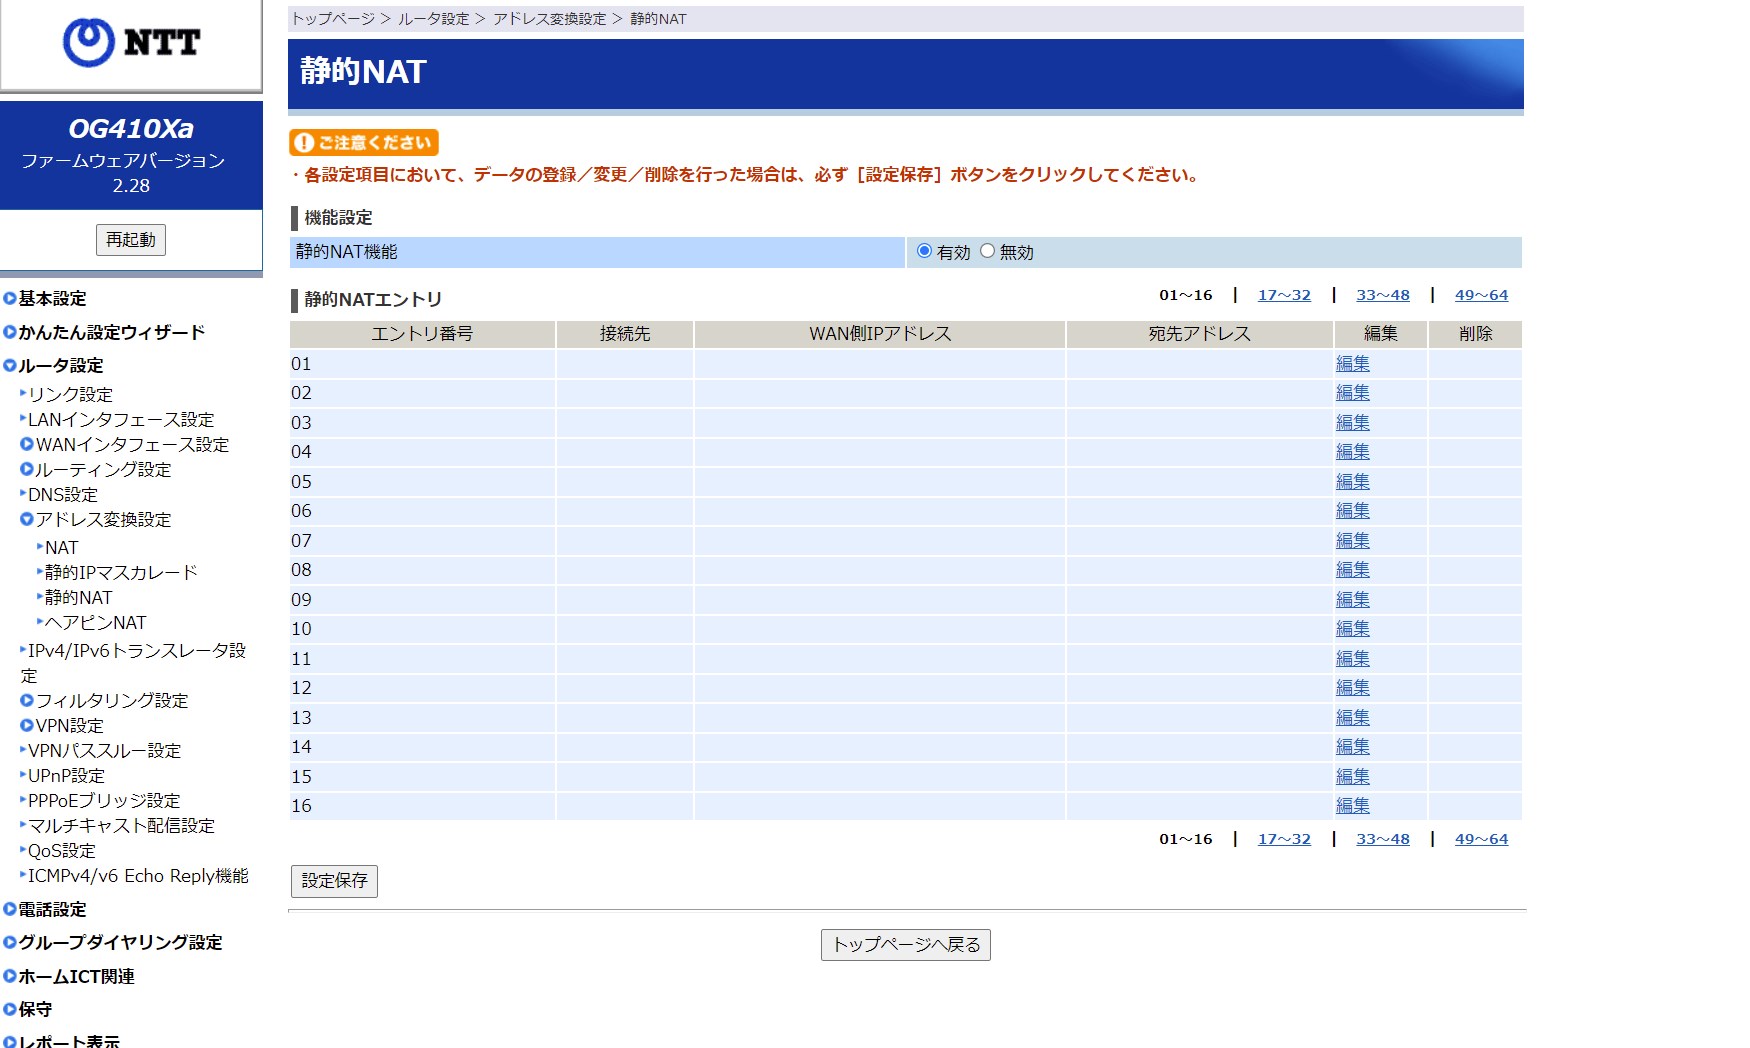 NTT
OG410Xa
ファームウェアバージョン
2.28
再起動
基本設定
かんたん設定ウィザード
ルータ設定
リンク設定
LANインタフェース設定
WANインタフェース設定
ルーティング設定
DNS設定
アドレス変換設定
NAT
静的IPマスカレード
静的NAT
ヘアピンNAT
IPv4/IPv6トランスレータ設
定
フィルタリング設定
VPN設定
VPNパススルー設定
UPnP設定
PPPoEブリッジ設定
マルチキャスト配信設定
QoS設定
ICMPv4/v6 Echo Reply機能
電話設定
グループダイヤリング設定
ホームICT関連
保守
レポート表示
トップページ ＞ ルータ設定 ＞ アドレス変換設定 ＞ 静的NAT
静的NAT
ご注意ください
・各設定項目において、データの登録／変更／削除を行った場合は、必ず［設定保存］ボタンをクリックしてください。
機能設定
静的NAT機能 有効 無効
静的NATエントリ 01～16 | 17～32 | 33～48 | 49～64
エントリ番号 接続先 WAN側IPアドレス 宛先アドレス 編集 削除
01 編集
02 編集
03 編集
04 編集
05 編集
06 編集
07 編集
08 編集
09 編集
10 編集
11 編集
12 編集
13 編集
14 編集
15 編集
16 編集
01～16 | 17～32 | 33～48 | 49～64
設定保存
トップページへ戻る